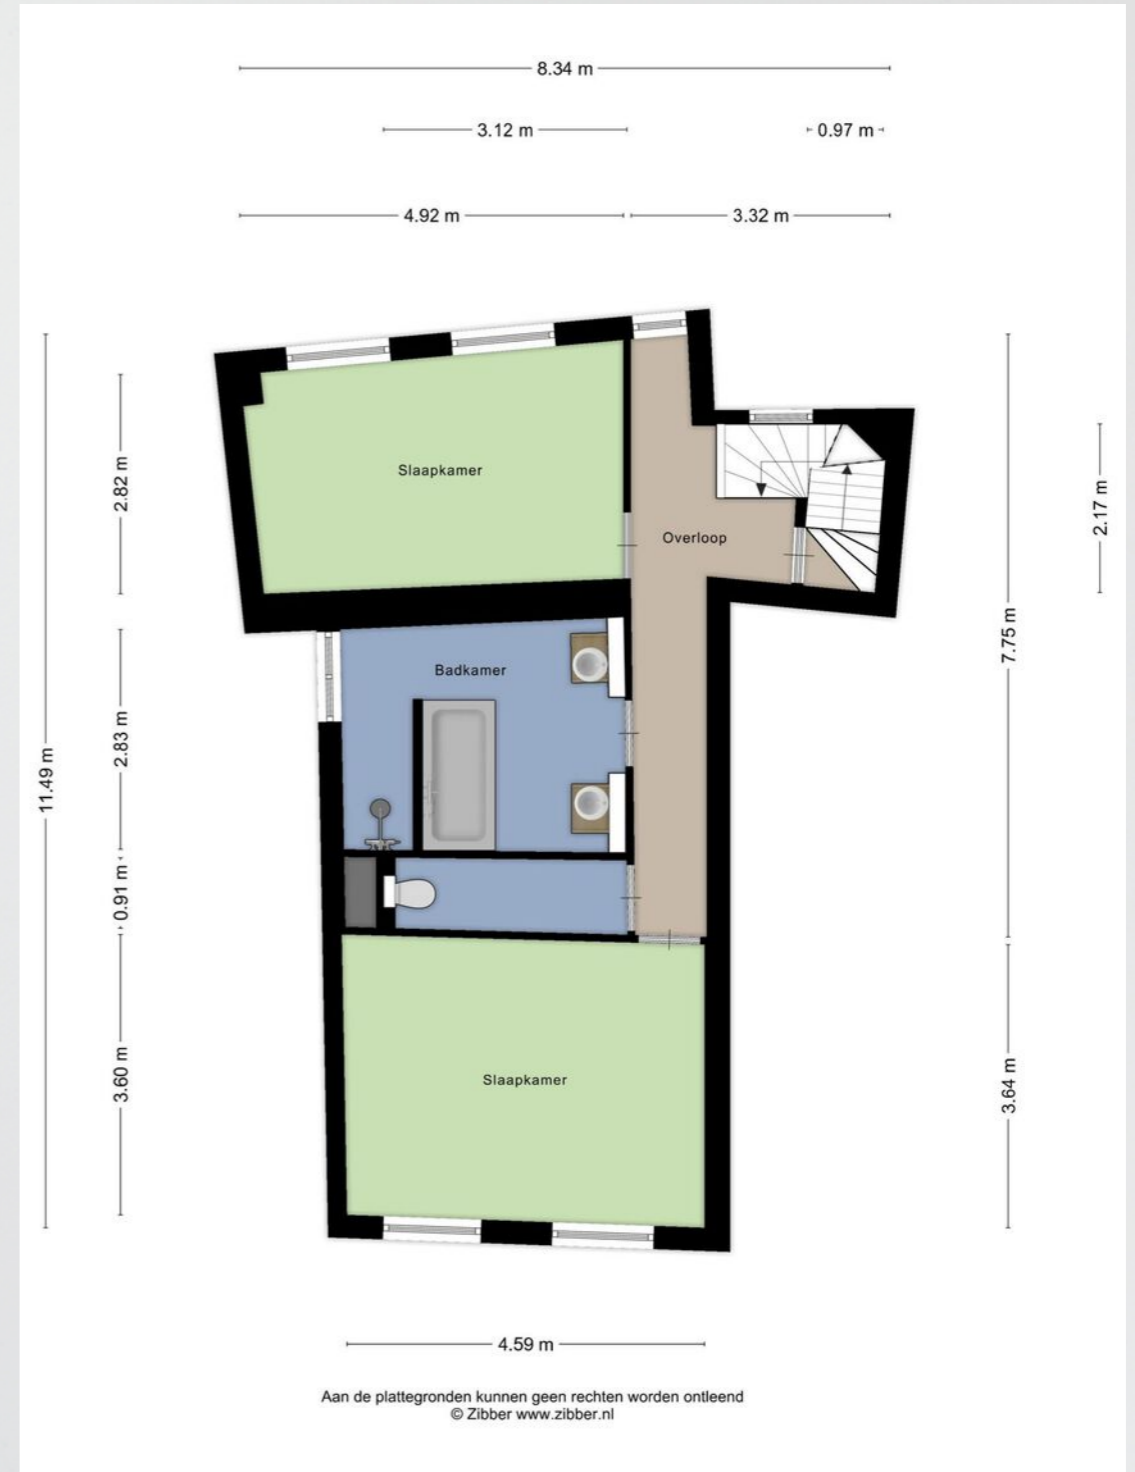 8.34 m
3.12 m
0.97 m
4.92 m
3.32 m
Slaapkamer
2.82 m
2.17 m
Overloop
7.75 m
Badkamer
2.83 m
11.49 m
0.91 m
3.60 m
Slaapkamer
3.64 m
4.59 m
Aan de plattegronden kunnen geen rechten worden ontleend
© Zibber www.zibber.nl